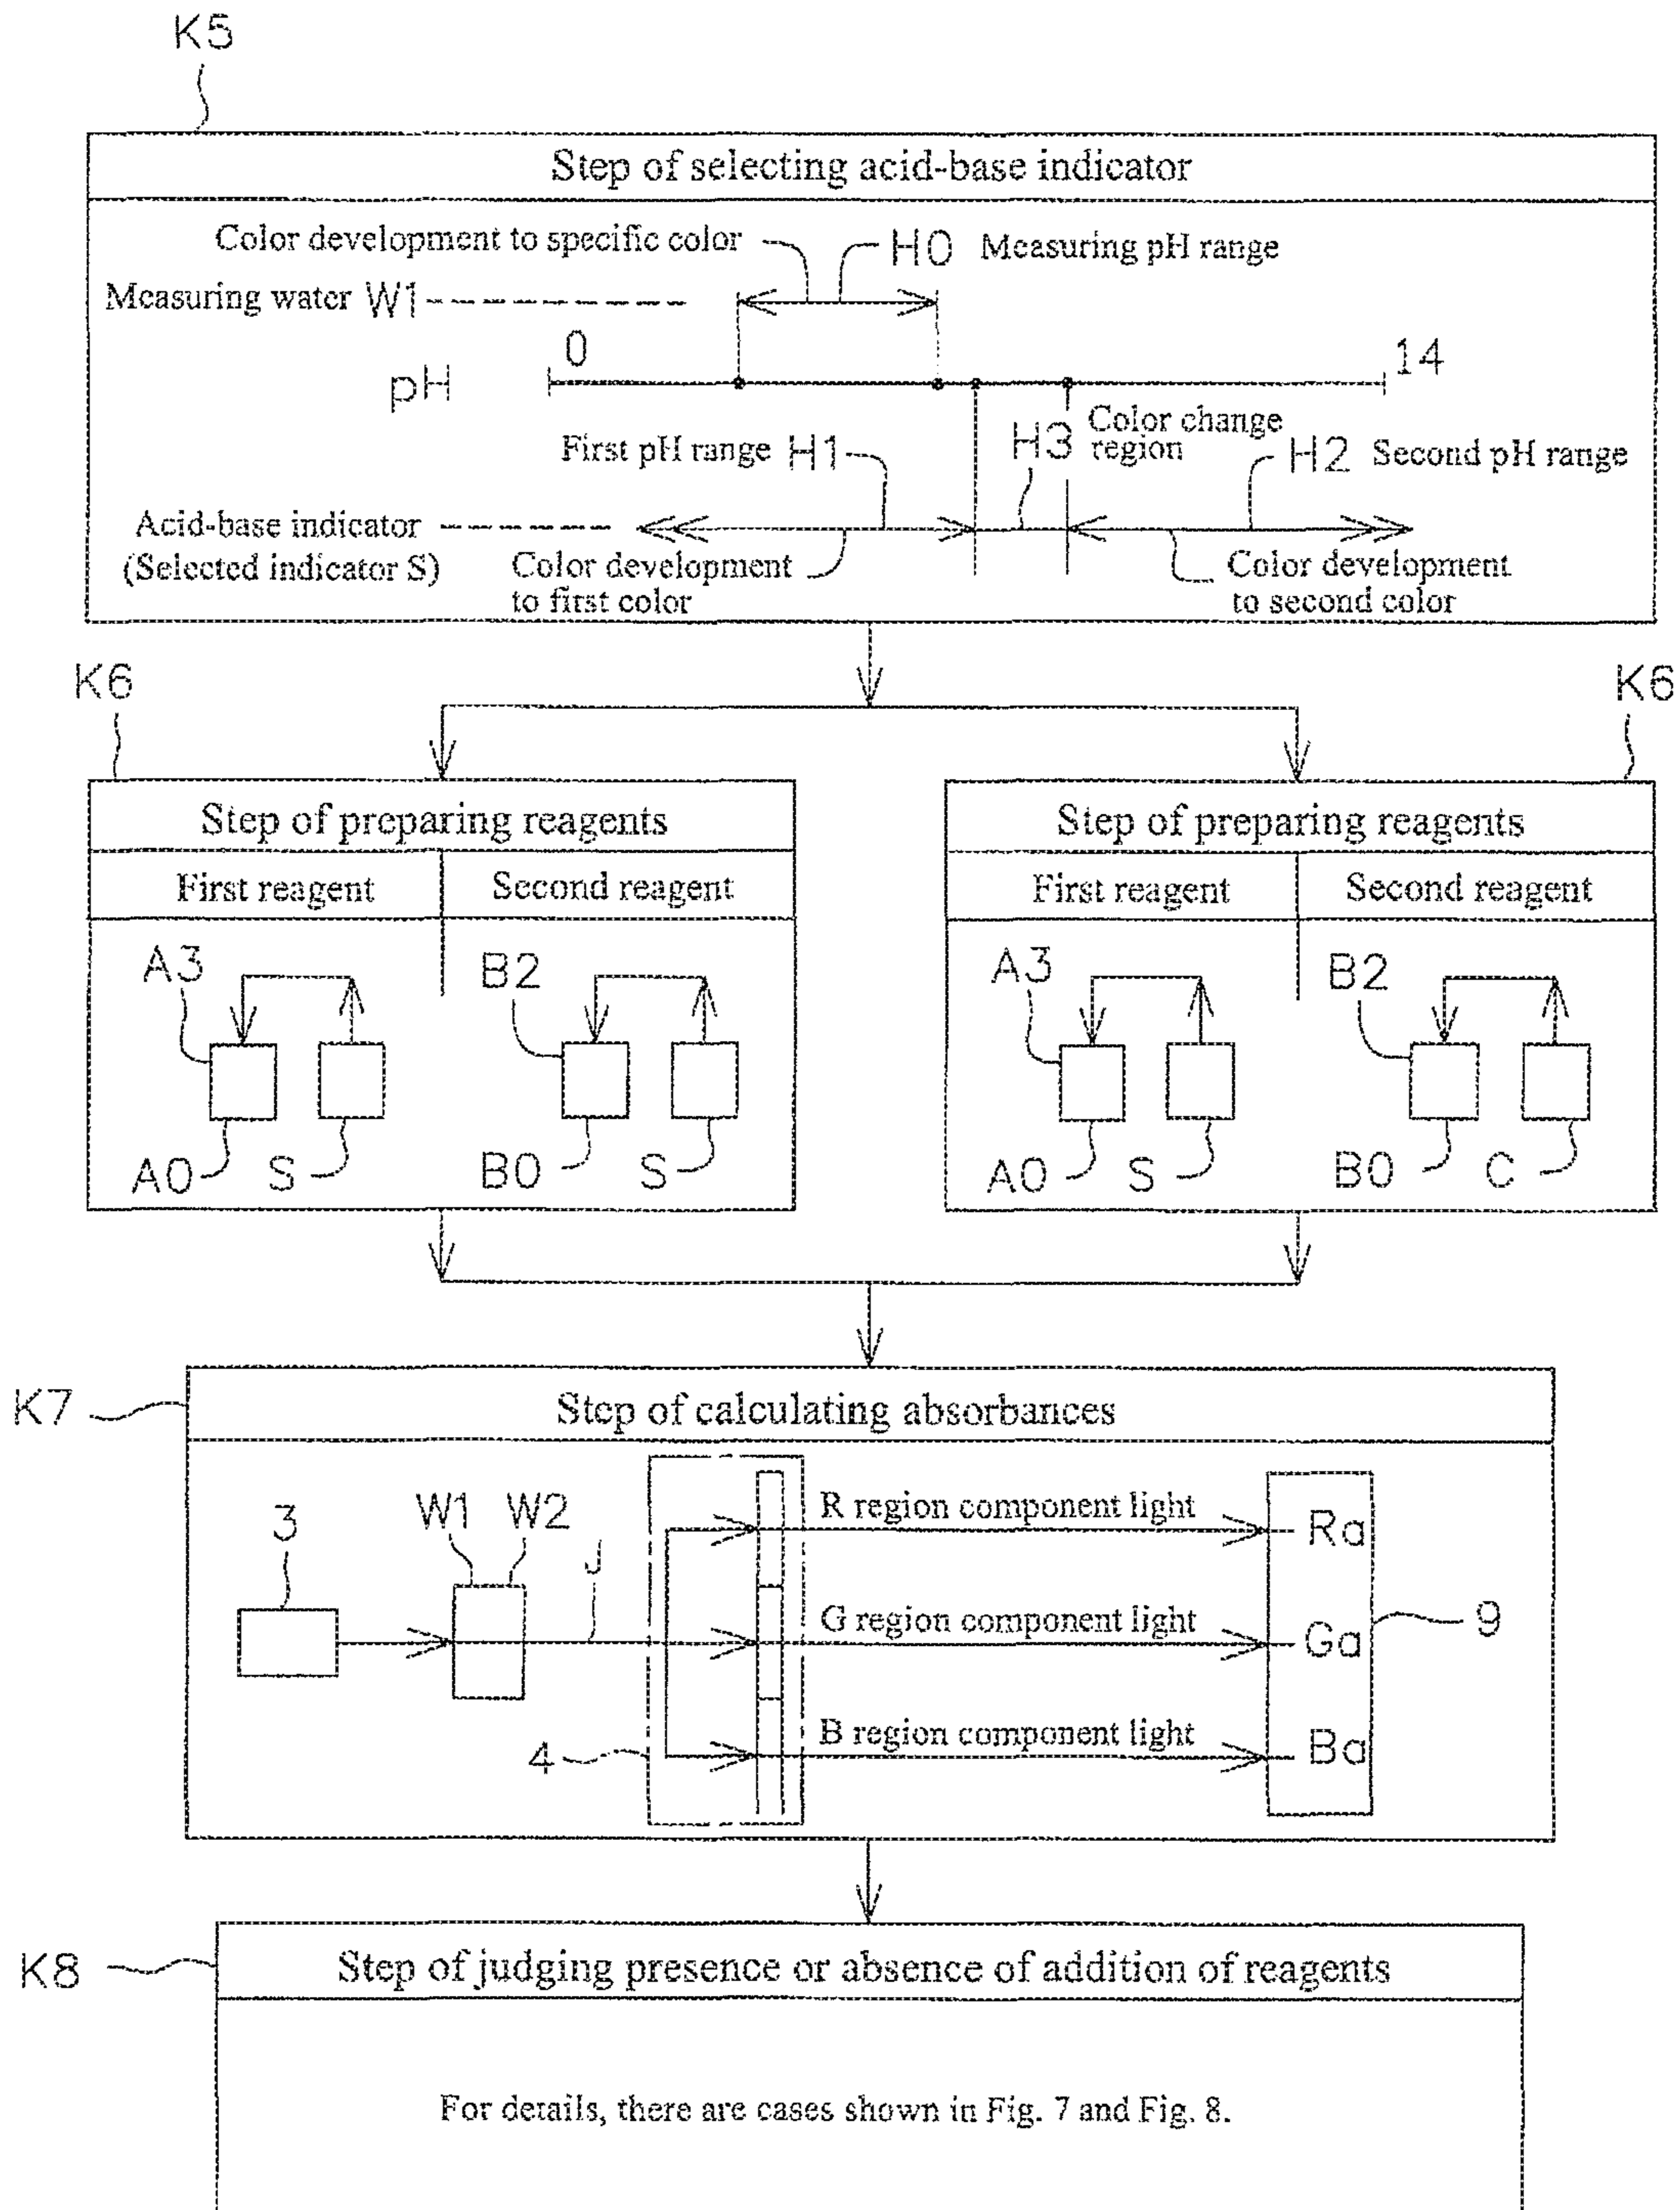 K5
Step of selecting acid-base indicator
Color development to specific color
H0 Measuring pH range
Measuring water W1
0
14
pH
First pH range H1
H3
Color change
region
H2 Second pH range
Acid-base indicator
(Selected indicator S)
Color development
to first color
Color development
to second color
K6
K6
Step of preparing reagents
First reagent
Second reagent
A3
B2
A0
S
B0
S
Step of preparing reagents
First reagent
Second reagent
A3
B2
A0
S
B0
C
K7
Step of calculating absorbances
3
W1
W2
J
4
R region component light
Ra
G region component light
Ga
9
B region component light
Ba
K8
Step of judging presence or absence of addition of reagents
For details, there are cases shown in Fig. 7 and Fig. 8.